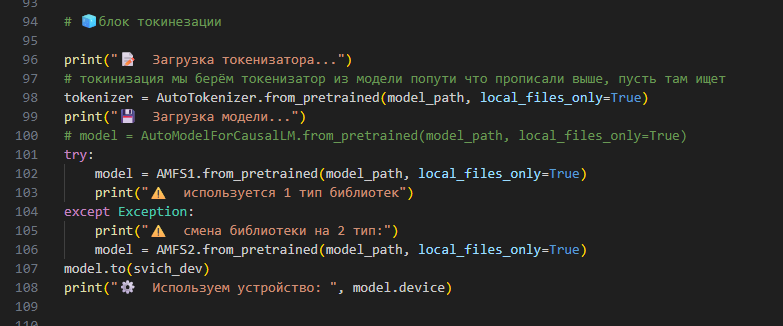 93
94 # 🧊блок токинезации
95
96 print("📝  Загрузка токенизатора...")
97 # токинизация мы берём токенизатор из модели попути что прописали выше, пусть там ищет
98 tokenizer = AutoTokenizer.from_pretrained(model_path, local_files_only=True)
99 print("💾  Загрузка модели...")
100 # model = AutoModelForCausalLM.from_pretrained(model_path, local_files_only=True)
101 try:
102     model = AMFS1.from_pretrained(model_path, local_files_only=True)
103     print("⚠️  используется 1 тип библиотек")
104 except Exception:
105     print("⚠️  смена библиотеки на 2 тип:")
106     model = AMFS2.from_pretrained(model_path, local_files_only=True)
107 model.to(svich_dev)
108 print("⚙️  Используем устройство: ", model.device)
109
110